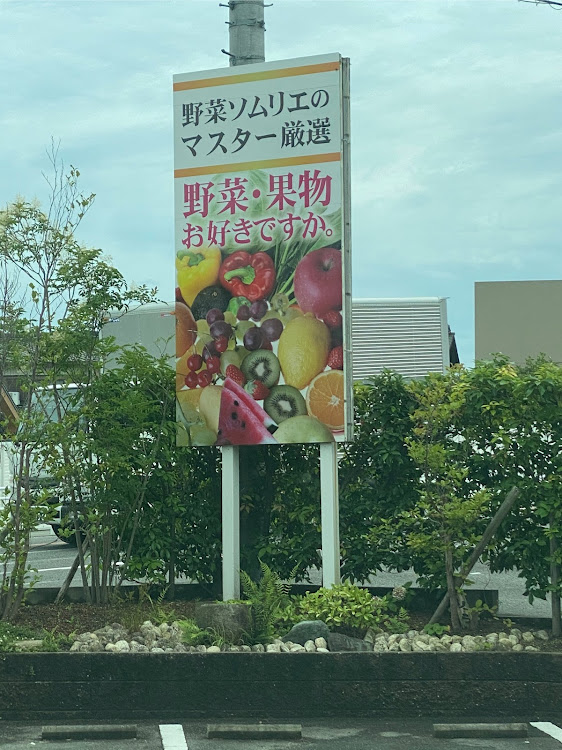 野菜ソムリエの
マスター厳選
野菜・果物
お好きですか。